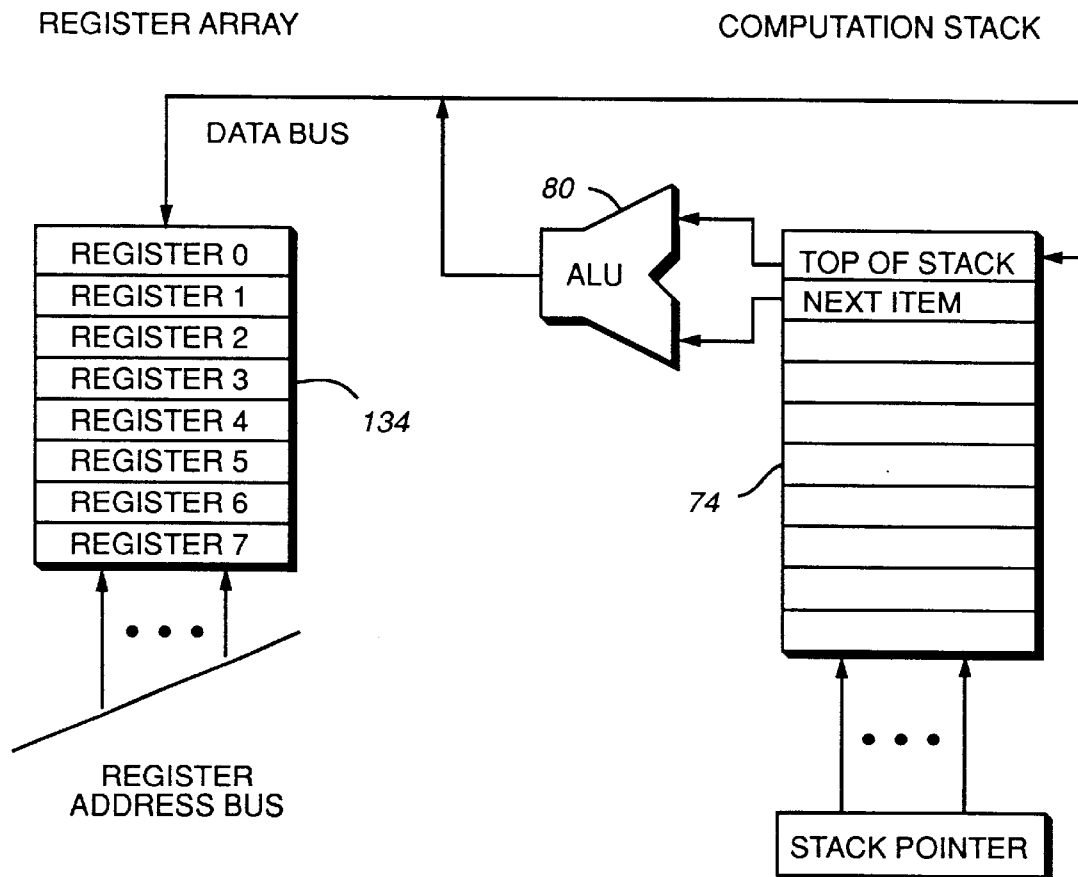 REGISTER ARRAY
COMPUTATION STACK
DATA BUS
80
ALU
REGISTER 0
REGISTER 1
REGISTER 2
REGISTER 3
REGISTER 4
REGISTER 5
REGISTER 6
REGISTER 7
134
TOP OF STACK
NEXT ITEM
74
REGISTER
ADDRESS BUS
STACK POINTER